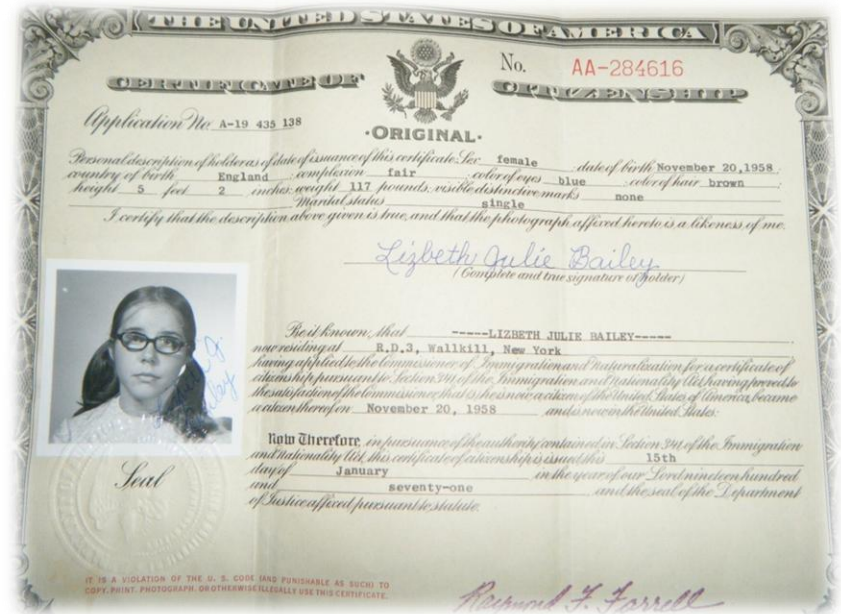 THE UNITED STATES OF AMERICA
No. AA-284616
CERTIFICATE OF CITIZENSHIP
Application No. A-19 435 138
·ORIGINAL·
Personal description of holder as of date of issuance of this certificate: Sex female ; date of birth November 20,1958 ;
country of birth England ; complexion fair ; color of eyes blue ; color of hair brown ;
height 5 feet 2 inches; weight 117 pounds; visible distinctive marks none
Marital status single
I certify that the description above given is true, and that the photograph affixed hereto is a likeness of me.
Lizbeth Julie Bailey
(Complete and true signature of holder)
Be it known, that -----LIZBETH JULIE BAILEY-----
now residing at R.D.3, Wallkill, New York
having applied to the Commissioner of Immigration and Naturalization for a certificate of
citizenship pursuant to Section 341 of the Immigration and Nationality Act, having proved to
the satisfaction of the Commissioner, that is he is now a citizen of the United States of America, became
a citizen thereof on November 20, 1958 and is now in the United States:
Now Therefore, in pursuance of the authority contained in Section 341 of the Immigration
and Nationality Act, this certificate of citizenship is issued this 15th
day of January in the year of our Lord nineteen hundred
and seventy-one and the seal of the Department
of Justice affixed pursuant to statute.
Bailey
Seal
IT IS A VIOLATION OF THE U. S. CODE (AND PUNISHABLE AS SUCH) TO
COPY, PRINT, PHOTOGRAPH, OR OTHERWISE ILLEGALLY USE THIS CERTIFICATE.
Raymond F. Farrell